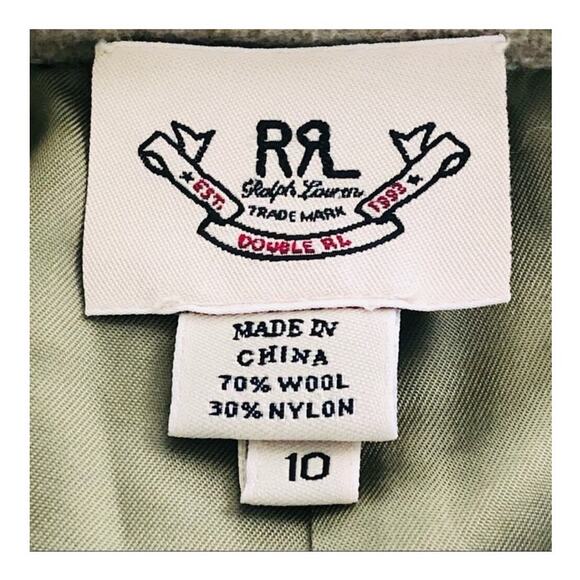 RRL
Ralph Lauren
TRADE MARK
EST. 1993
DOUBLE RL
MADE IN
CHINA
70% WOOL
30% NYLON
10